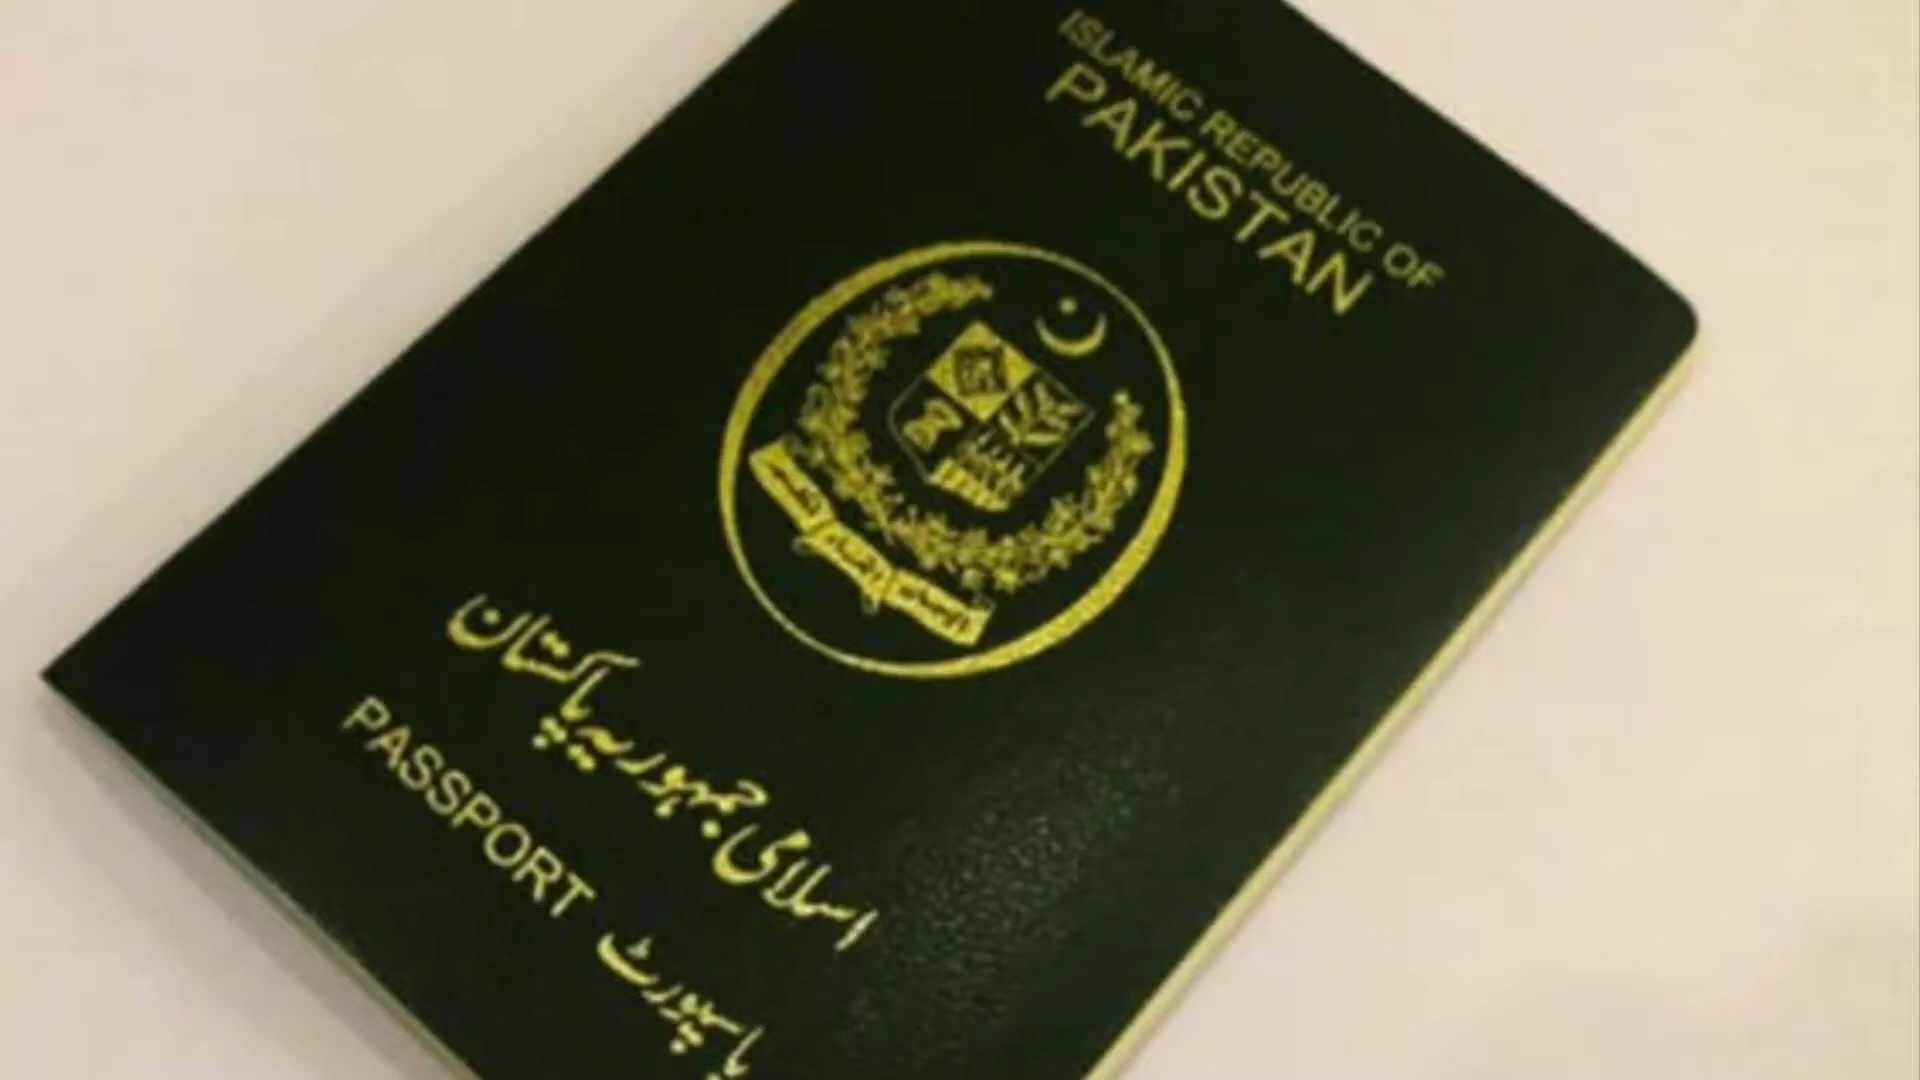 ISLAMIC REPUBLIC OF
PAKISTAN
اسلامی جمہوریہ پاکستان
PASSPORT پاسپورٹ